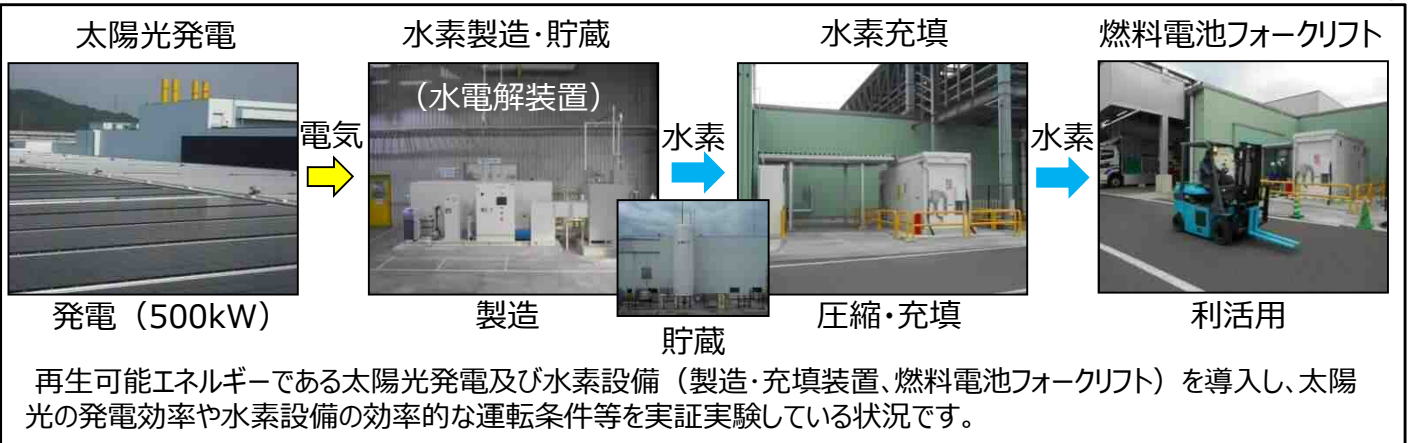 太陽光発電
水素製造・貯蔵
水素充填
燃料電池フォークリフト
（水電解装置）
電気
水素
水素
発電（500kW）
製造
貯蔵
圧縮・充填
利活用
再生可能エネルギーである太陽光発電及び水素設備（製造・充填装置、燃料電池フォークリフト）を導入し、太陽
光の発電効率や水素設備の効率的な運転条件等を実証実験している状況です。